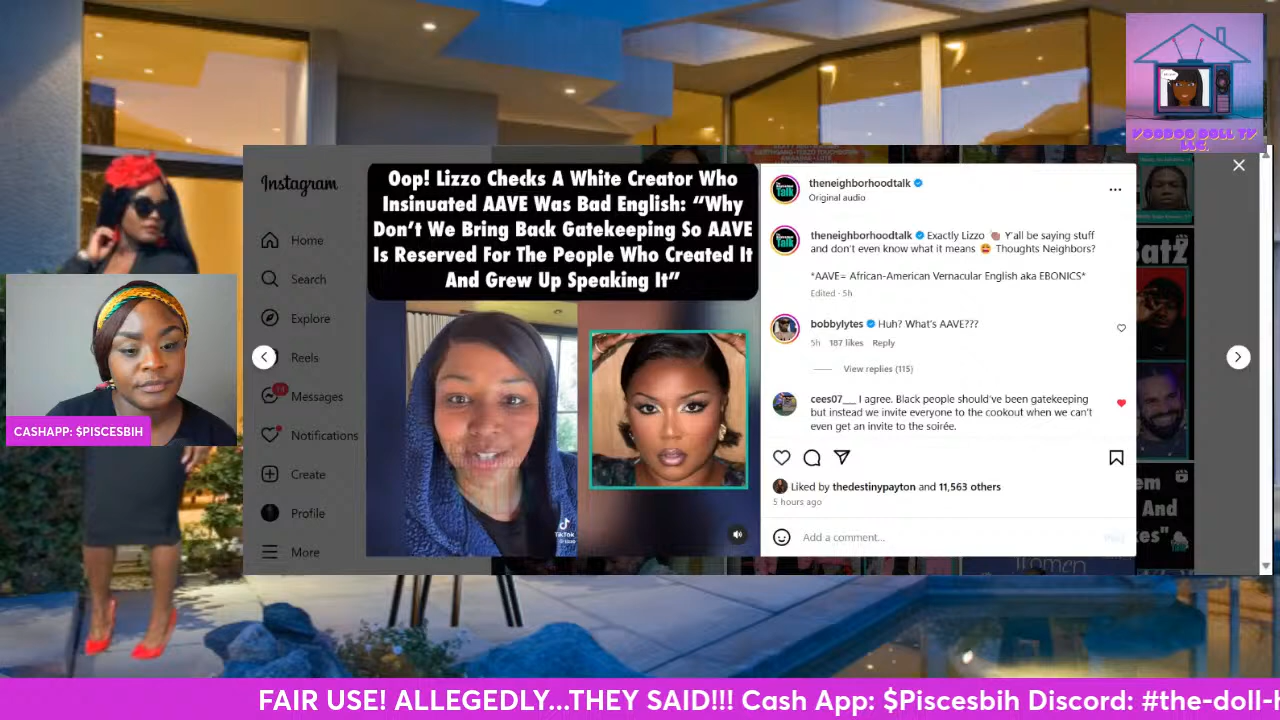 VOODOO DOLL TV
LLC.
Instagram
Home
Search
Explore
Reels
Messages
Notifications
Create
Profile
More
Oop! Lizzo Checks A White Creator Who
Insinuated AAVE Was Bad English: “Why
Don’t We Bring Back Gatekeeping So AAVE
Is Reserved For The People Who Created It
And Grew Up Speaking It”
TikTok
theneighborhoodtalk
Original audio
theneighborhoodtalk Exactly Lizzo 👏🏽 Y'all be saying stuff
and don't even know what it means 🤩 Thoughts Neighbors?
*AAVE= African-American Vernacular English aka EBONICS*
Edited · 5h
bobbylytes Huh? What's AAVE???
5h 187 likes Reply
View replies (115)
cees07___ I agree. Black people should've been gatekeeping
but instead we invite everyone to the cookout when we can't
even get an invite to the soirée.
Liked by thedestinypayton and 11,563 others
5 hours ago
Add a comment...
CASHAPP: $PISCESBIH
FAIR USE! ALLEGEDLY...THEY SAID!!! Cash App: $Piscesbih Discord: #the-doll-h